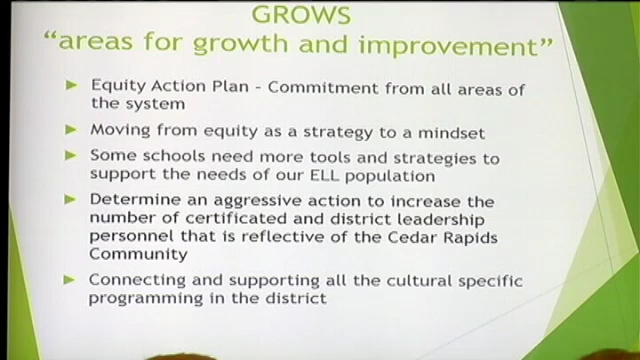 GROWS
“areas for growth and improvement”
Equity Action Plan - Commitment from all areas of
the system
Moving from equity as a strategy to a mindset
Some schools need more tools and strategies to
support the needs of our ELL population
Determine an aggressive action to increase the
number of certificated and district leadership
personnel that is reflective of the Cedar Rapids
Community
Connecting and supporting all the cultural specific
programming in the district